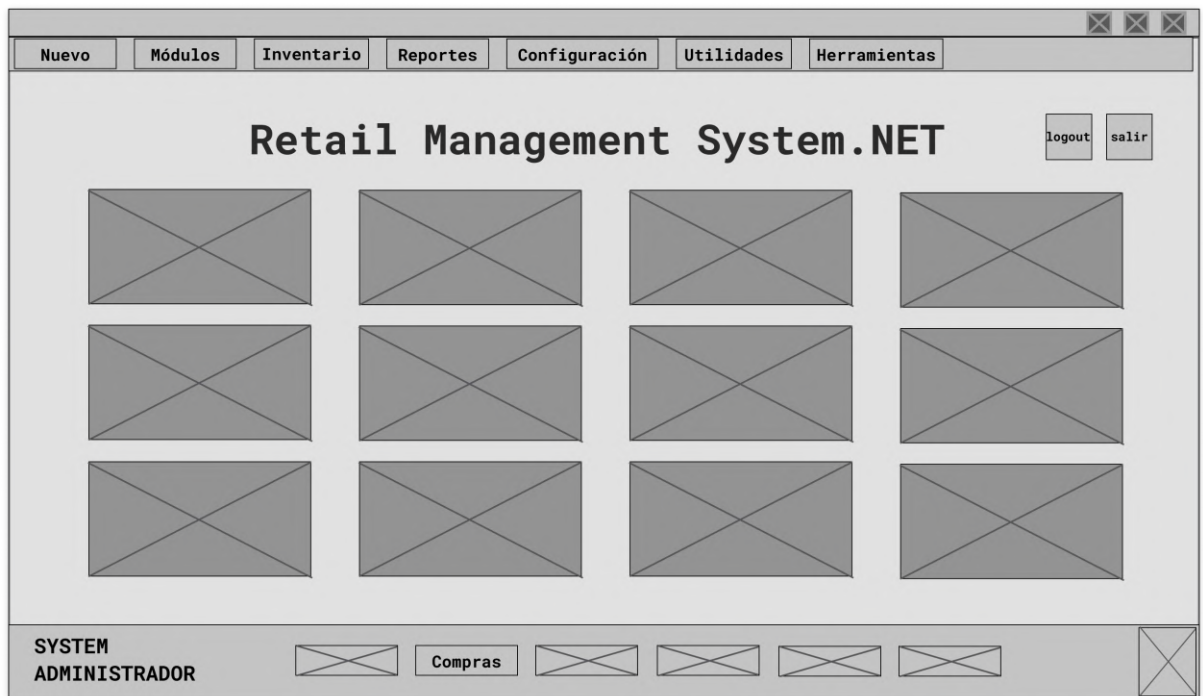 Nuevo Módulos Inventario Reportes Configuración Utilidades Herramientas
Retail Management System.NET
logout salir
SYSTEM
ADMINISTRADOR
Compras